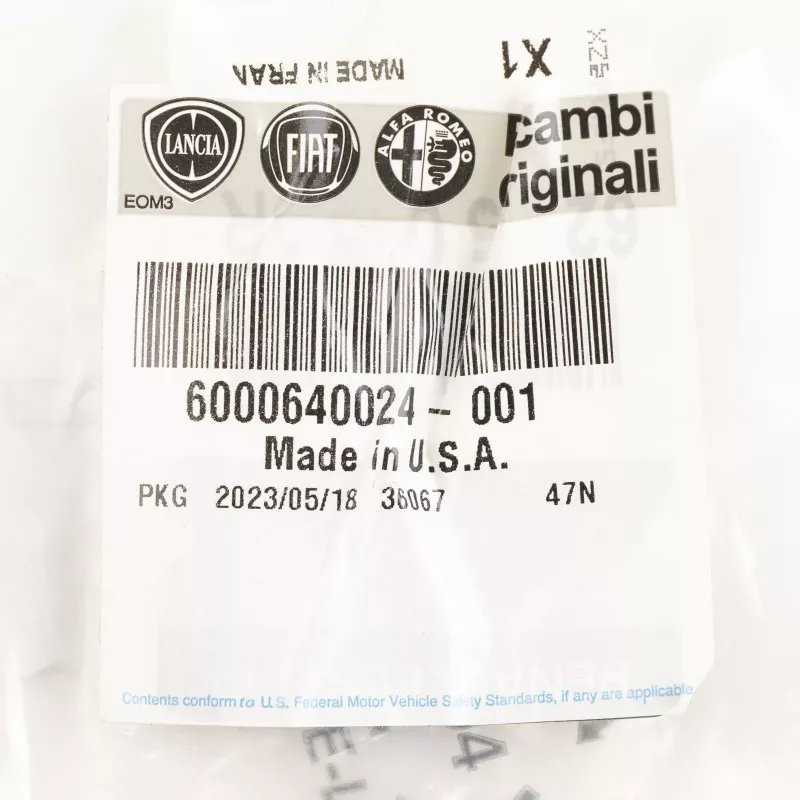 MADE IN FRAN
X1
LANCIA
FIAT
ALFA ROMEO
EOM3
cambi
originali
6000640024-001
Made in U.S.A.
PKG 2023/05/18 36067 47N
Contents conform to U.S. Federal Motor Vehicle Safety Standards, if any are applicable